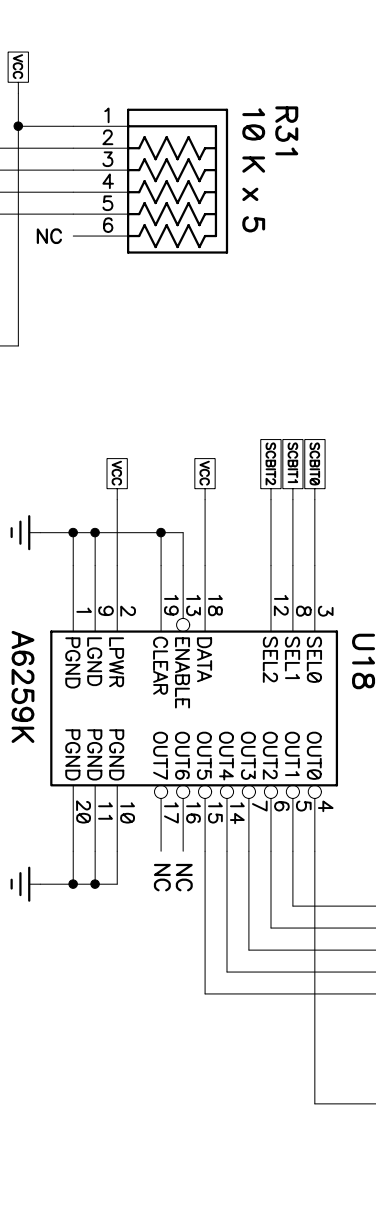 VCC
R31
10 K x 5
1
2
3
4
5
6
NC
SCBIT0
SCBIT1
SCBIT2
VCC
VCC
U18
3
8
12
18
13
19
2
9
1
SEL0
SEL1
SEL2
DATA
ENABLE
CLEAR
LPWR
LGND
PGND
OUT0
OUT1
OUT2
OUT3
OUT4
OUT5
OUT6
OUT7
PGND
PGND
PGND
4
5
6
7
14
15
16
17
10
11
20
NC
NC
A6259K